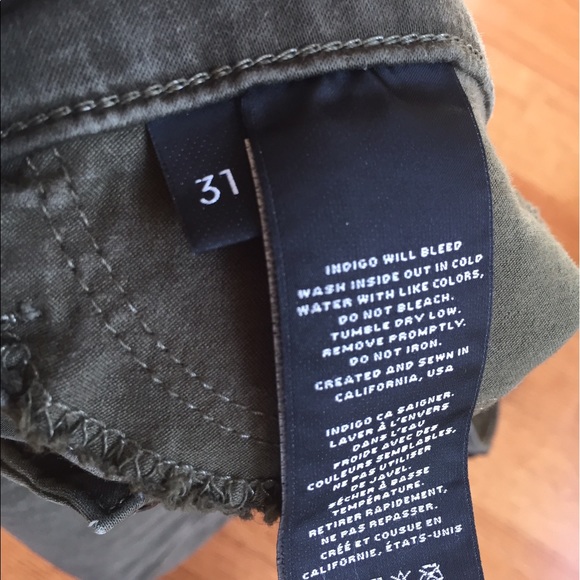 31
INDIGO WILL BLEED
WASH INSIDE OUT IN COLD
WATER WITH LIKE COLORS,
DO NOT BLEACH.
TUMBLE DRY LOW.
REMOVE PROMPTLY.
DO NOT IRON.
CREATED AND SEWN IN
CALIFORNIA, USA
INDIGO CA SAIGNER.
LAVER À L'ENVERS
DANS L'EAU
FROIDE AVEC DES
COULEURS SEMBLABLES.
NE PAS UTILISER
DE JAVEL.
SÉCHER À BASSE
TEMPÉRATURE.
RETIRER RAPIDEMENT,
NE PAS REPASSER.
CRÉÉ ET COUSUE EN
CALIFORNIE, ÉTATS-UNIS